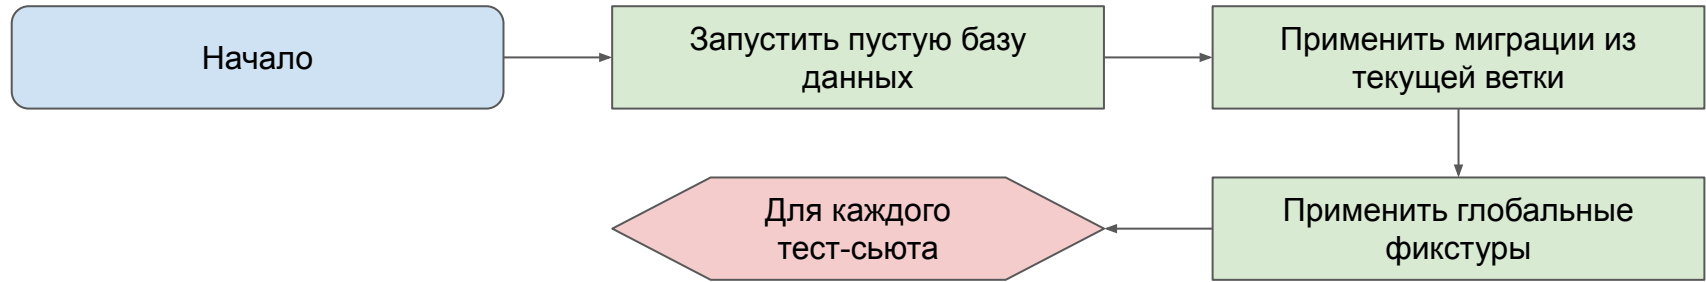 Начало
Запустить пустую базу
данных
Применить миграции из
текущей ветки
Применить глобальные
фикстуры
Для каждого
тест-сьюта